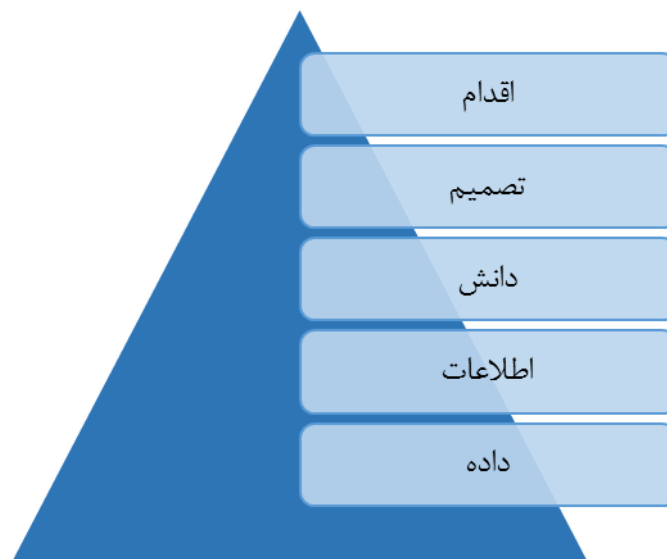 اقدام
تصمیم
دانش
اطلاعات
داده